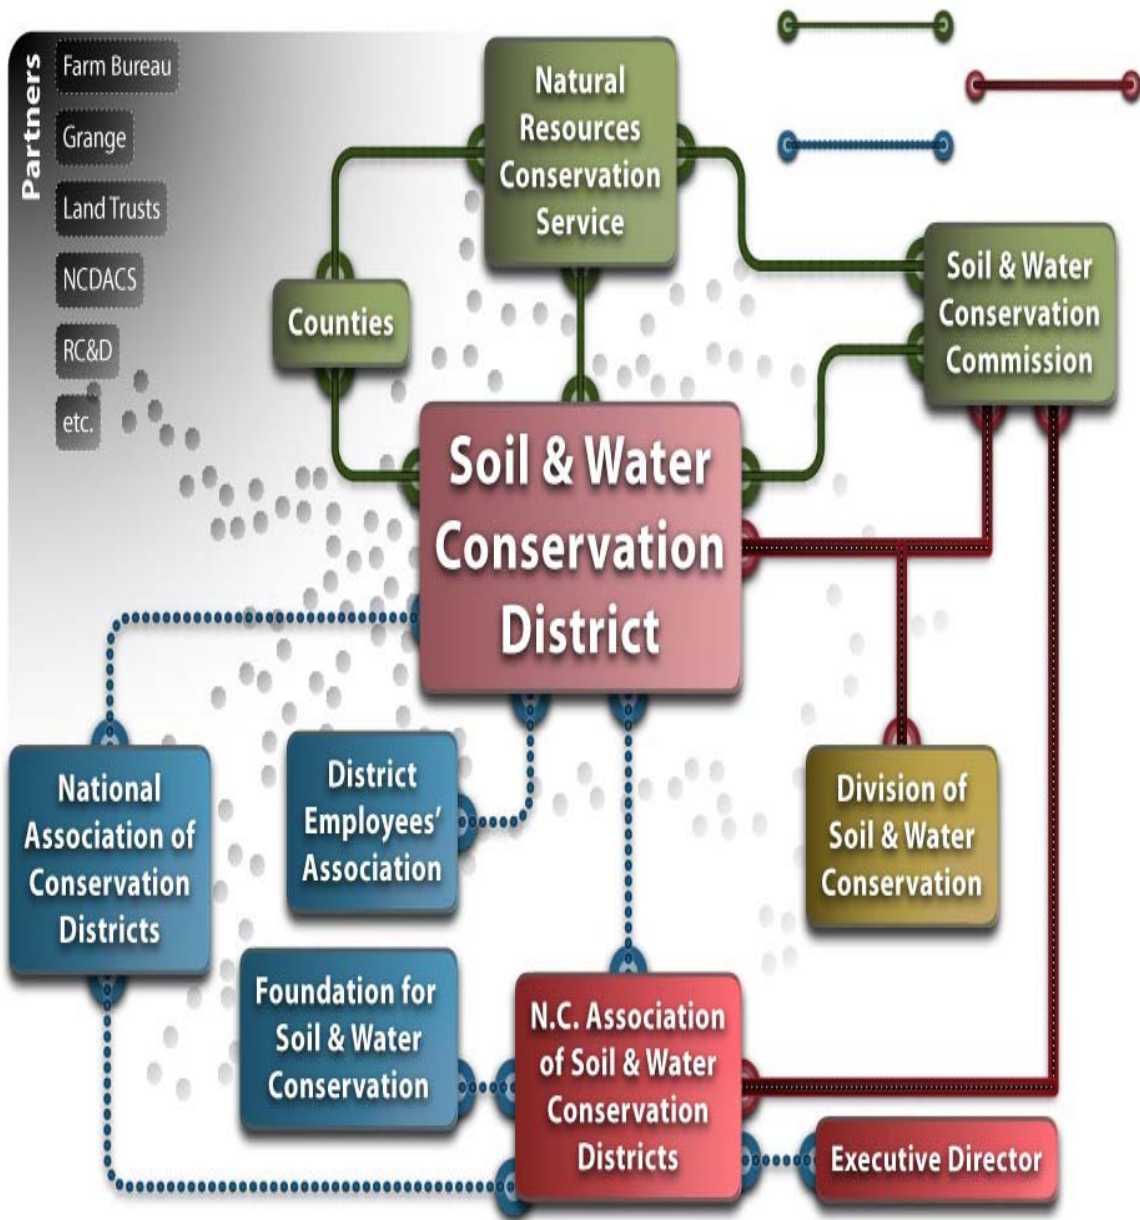 Partners
Farm Bureau
Grange
Land Trusts
NCDACS
RC&D
etc.
Natural
Resources
Conservation
Service
Counties
Soil & Water
Conservation
Commission
Soil & Water
Conservation
District
National
Association of
Conservation
Districts
District
Employees’
Association
Division of
Soil & Water
Conservation
Foundation for
Soil & Water
Conservation
N.C. Association
of Soil & Water
Conservation
Districts
Executive Director